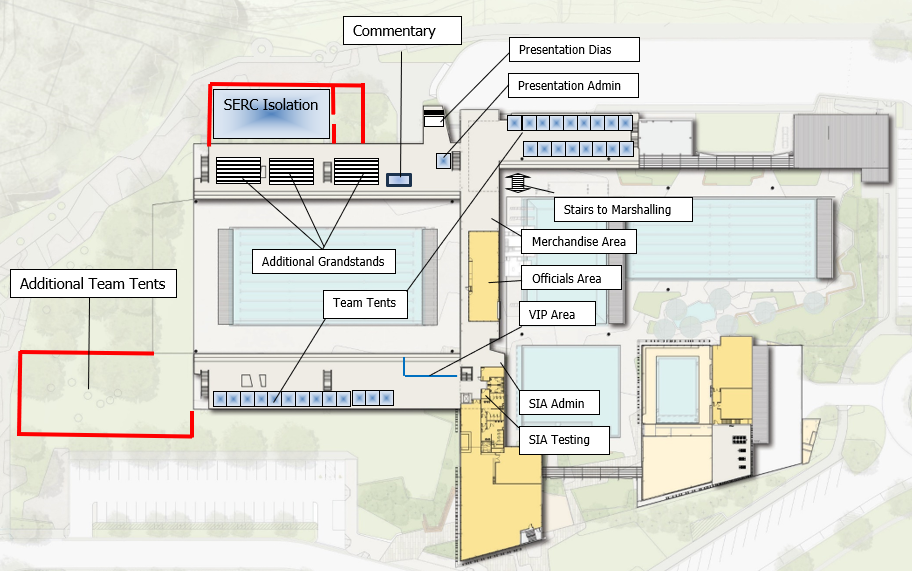 Commentary
Presentation Dias
Presentation Admin
SERC Isolation
Stairs to Marshalling
Merchandise Area
Additional Grandstands
Officials Area
Additional Team Tents
Team Tents
VIP Area
SIA Admin
SIA Testing